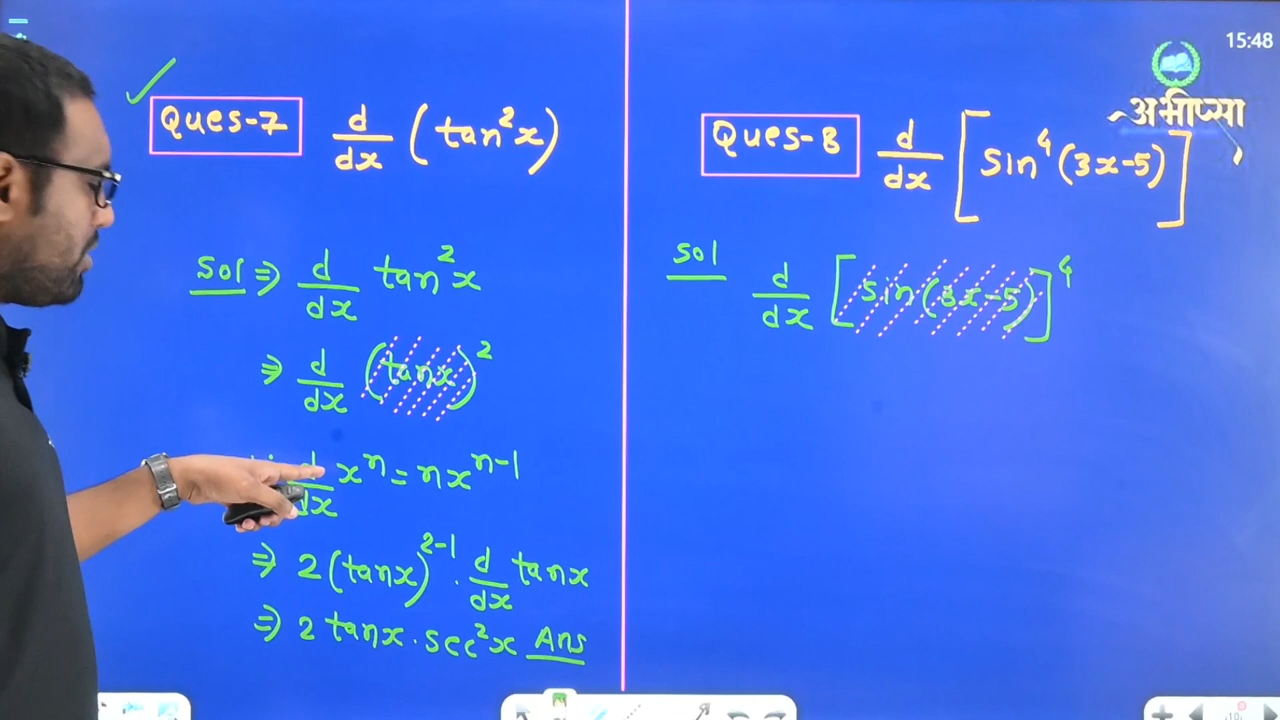 15:48
अभीप्सा
Ques-7 d/dx (tan²x)
Sol ⇒ d/dx tan²x
⇒ d/dx (tanx)²
d/dx xⁿ = nxⁿ⁻¹
⇒ 2(tanx)²⁻¹ . d/dx tanx
⇒ 2 tanx . sec²x Ans
Ques-8 d/dx [sin⁴(3x-5)]
Sol d/dx [sin(3x-5)]⁴